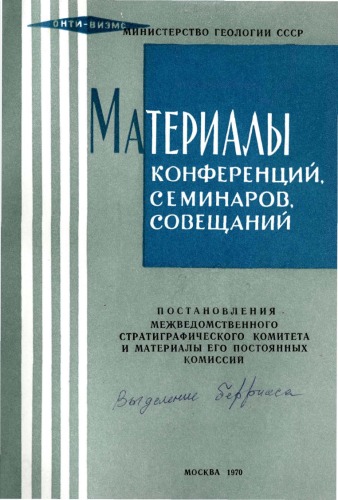 ОНТИ-ВИЭМС
МИНИСТЕРСТВО ГЕОЛОГИИ СССР
МАТЕРИАЛЫ
КОНФЕРЕНЦИЙ,
СЕМИНАРОВ,
СОВЕЩАНИЙ
ПОСТАНОВЛЕНИЯ
МЕЖВЕДОМСТВЕННОГО
СТРАТИГРАФИЧЕСКОГО КОМИТЕТА
И МАТЕРИАЛЫ ЕГО ПОСТОЯННЫХ
КОМИССИЙ
Выделение берриаса
МОСКВА 1970